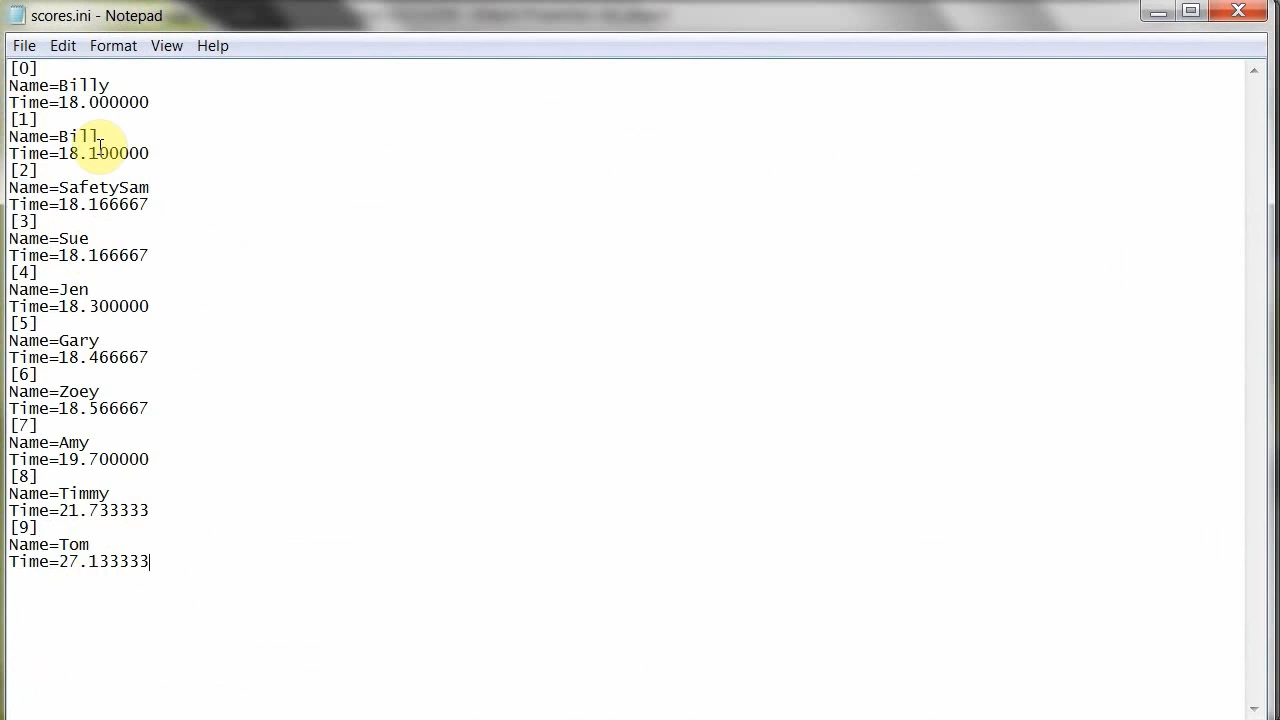 scores.ini - Notepad
File Edit Format View Help
[0]
Name=Billy
Time=18.000000
[1]
Name=Bill
Time=18.100000
[2]
Name=SafetySam
Time=18.166667
[3]
Name=Sue
Time=18.166667
[4]
Name=Jen
Time=18.300000
[5]
Name=Gary
Time=18.466667
[6]
Name=Zoey
Time=18.566667
[7]
Name=Amy
Time=19.700000
[8]
Name=Timmy
Time=21.733333
[9]
Name=Tom
Time=27.133333